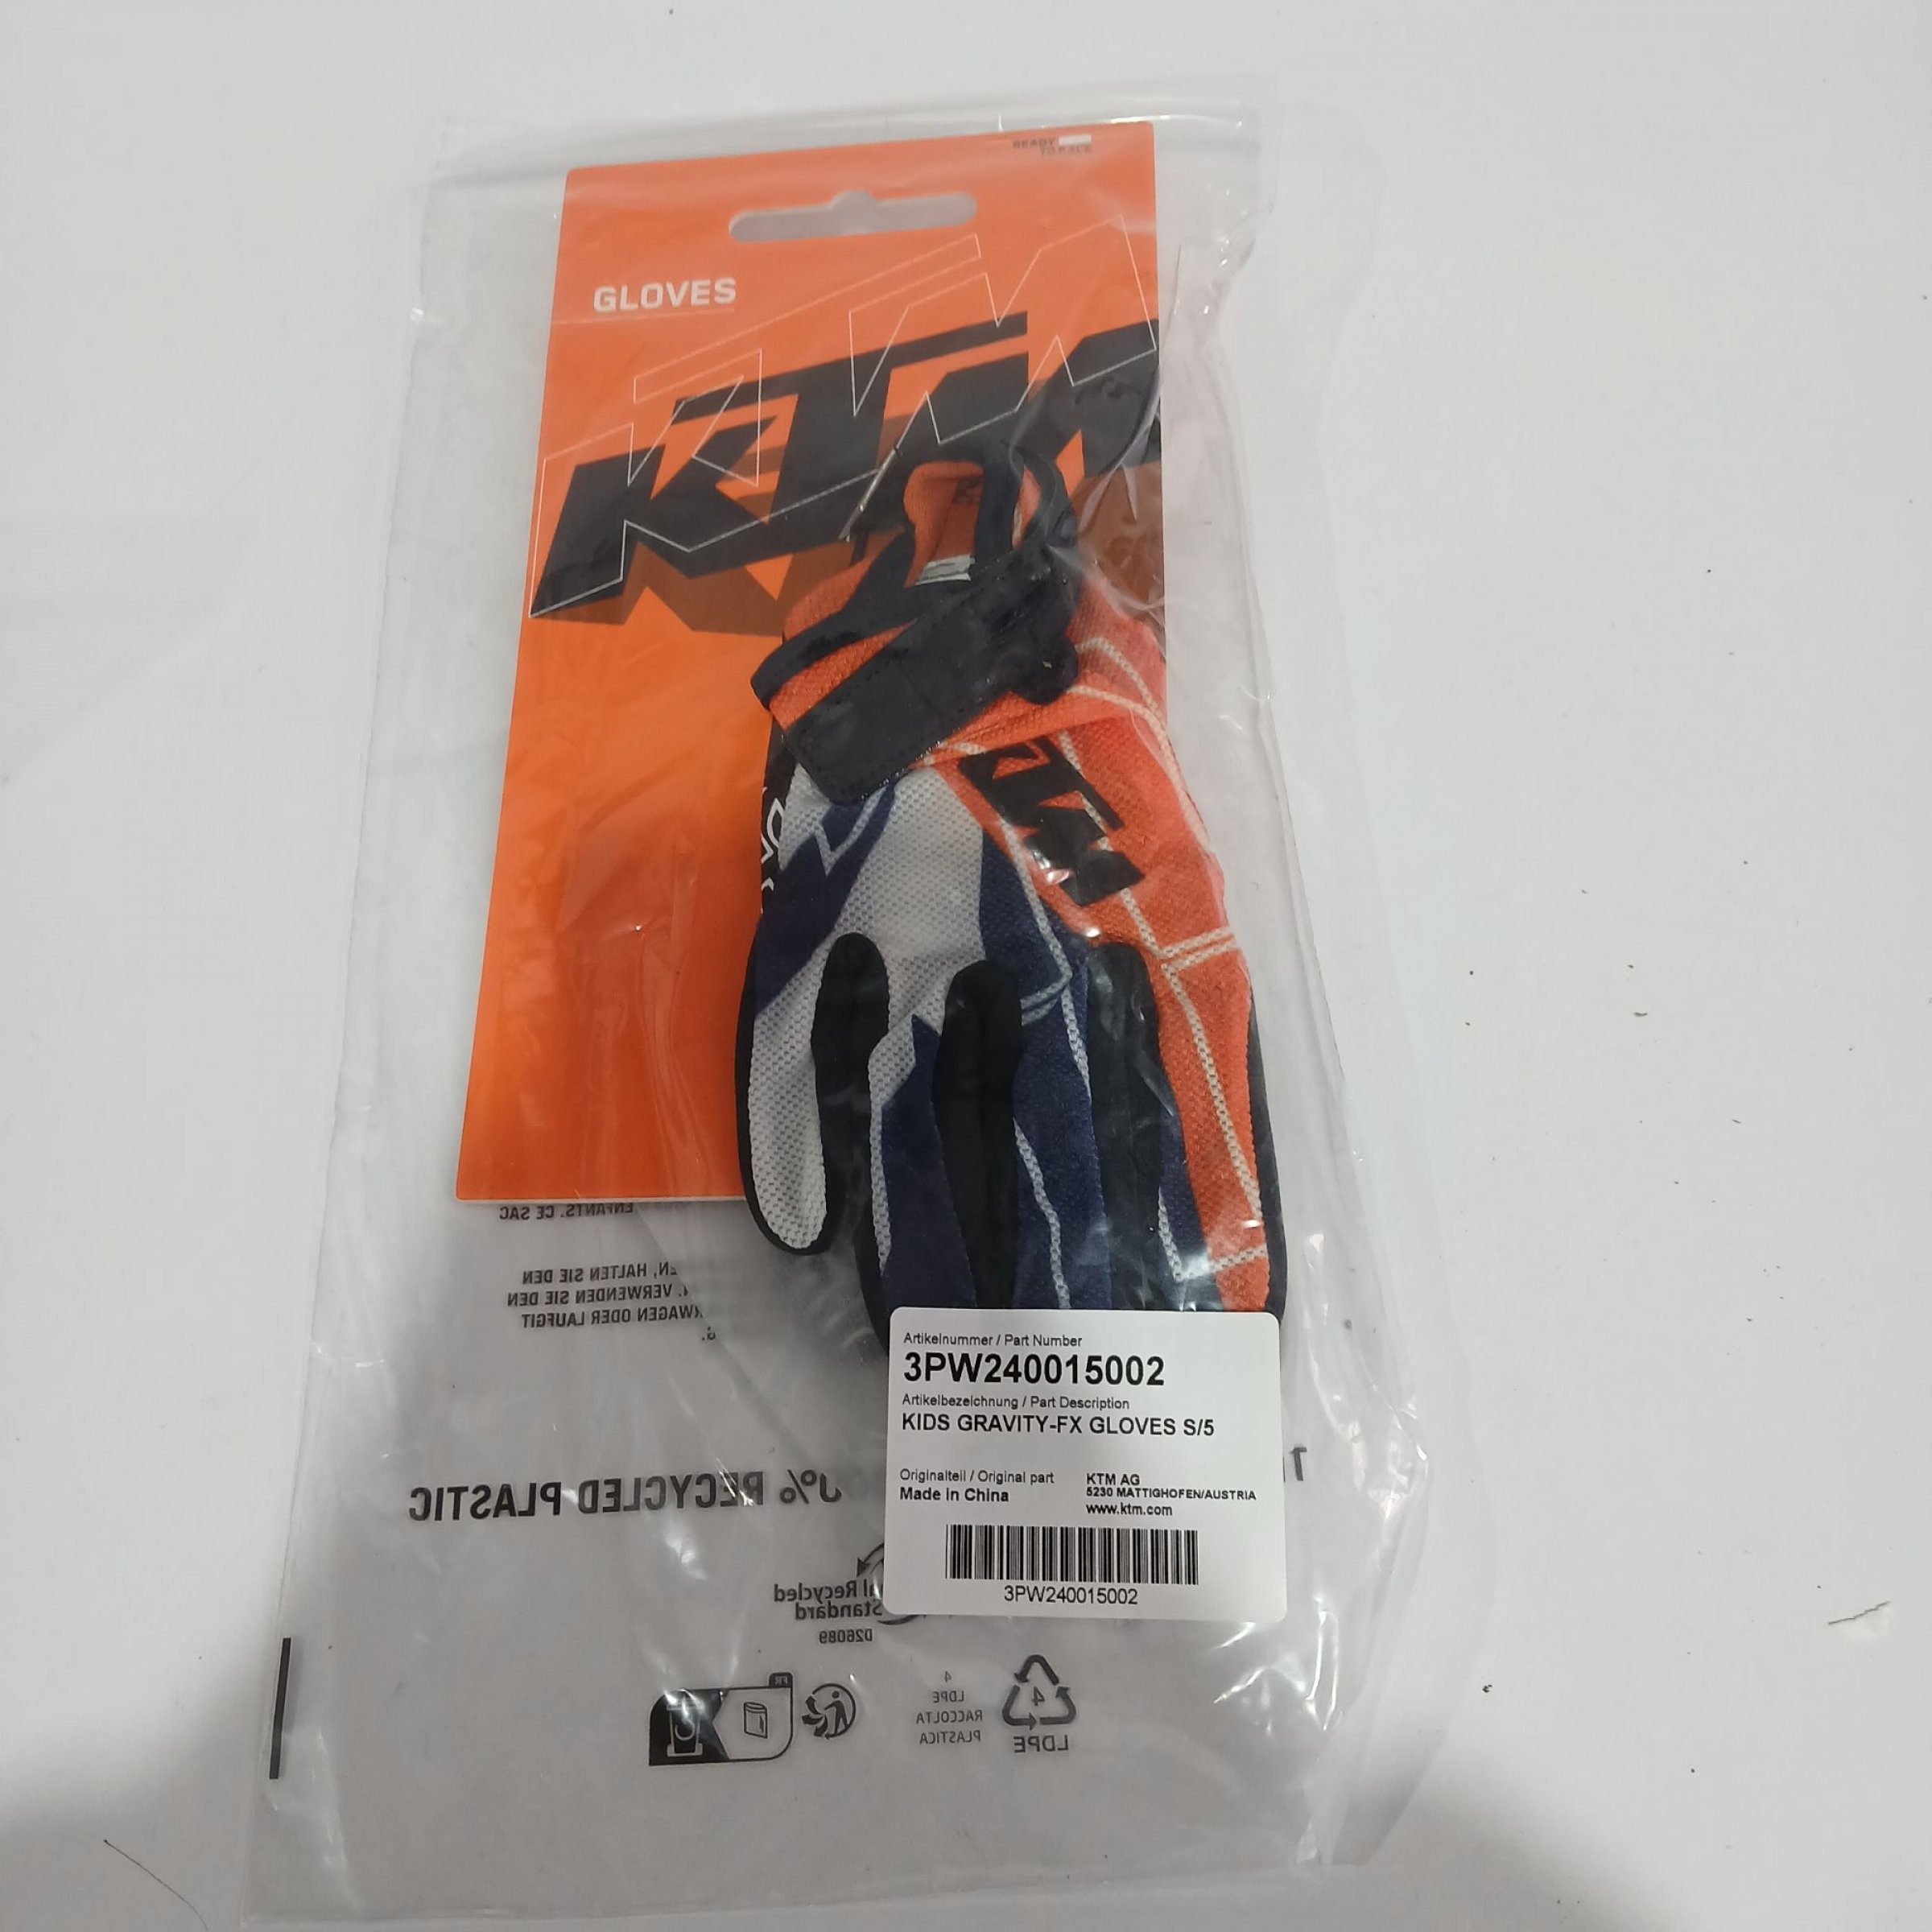 READY
TO RACE
GLOVES
KTM
KTM
ENFANTS. CE SAC
HALTEN SIE DEN
VERWENDEN SIE DEN
ODER LAUFGIT
Artikelnummer / Part Number
3PW240015002
Artikelbezeichnung / Part Description
KIDS GRAVITY-FX GLOVES S/5
Originalteil / Original part
Made in China
KTM AG
5230 MATTIGHOFEN/AUSTRIA
www.ktm.com
3PW240015002
% RECYCLED PLASTIC
Recycled
Standard
D26089
FR
4
LDPE
RACCOLTA
PLASTICA
4
LDPE